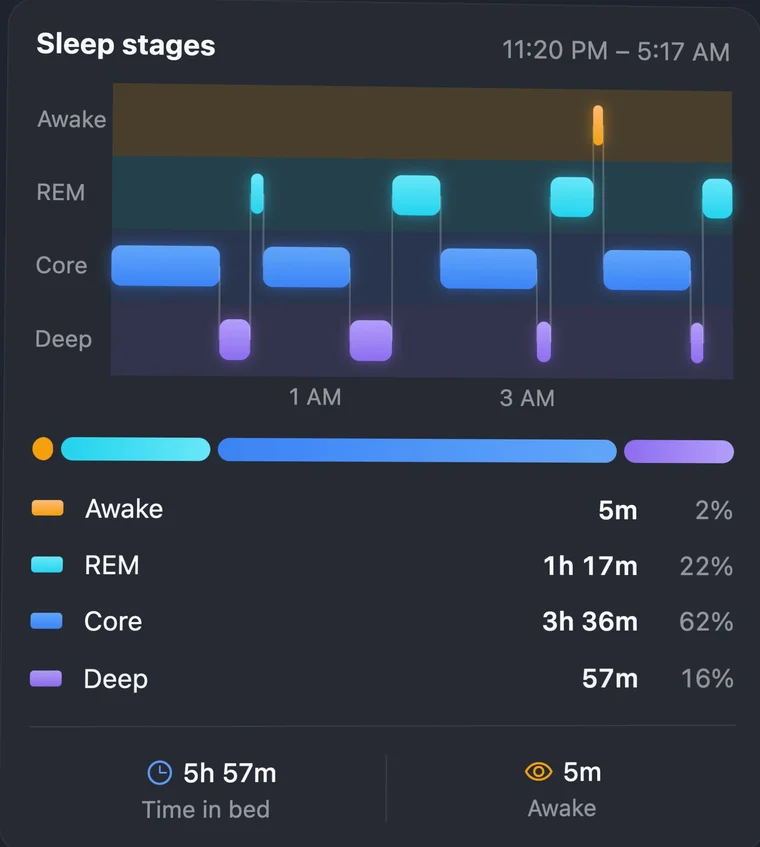 Sleep stages 11:20 PM – 5:17 AM
Awake
REM
Core
Deep
1 AM 3 AM
Awake 5m 2%
REM 1h 17m 22%
Core 3h 36m 62%
Deep 57m 16%
5h 57m 5m
Time in bed Awake